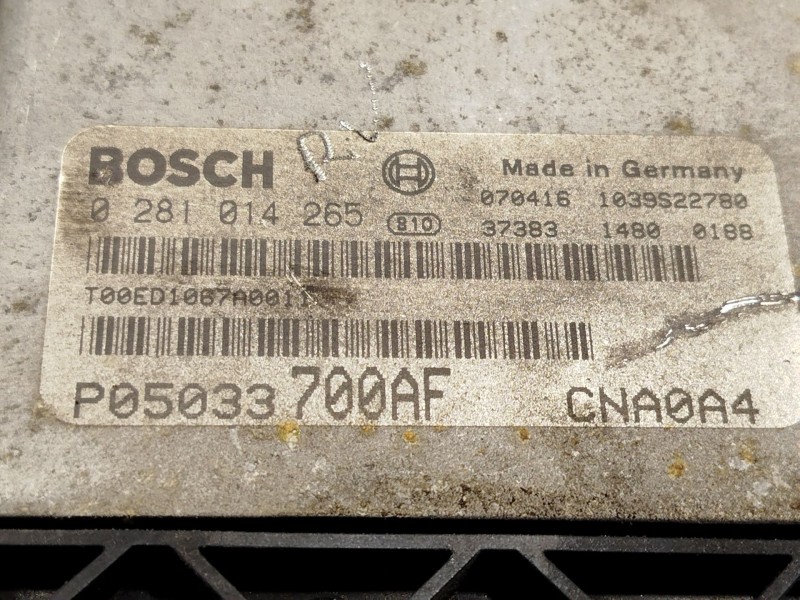 BOSCH
Made in Germany
070416 1039S22780
0 281 014 265
810
37383 1480 0188
T00ED1067A0011
P05033700AF CNA0A4